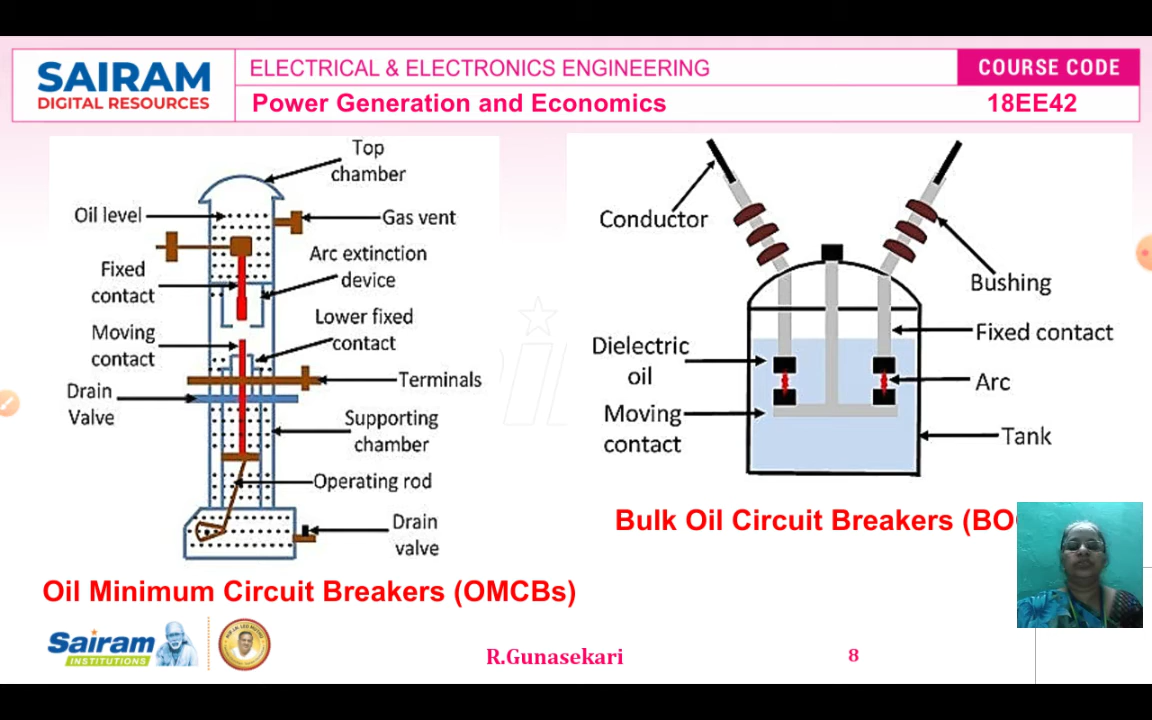 SAIRAM
DIGITAL RESOURCES
ELECTRICAL & ELECTRONICS ENGINEERING
COURSE CODE
Power Generation and Economics
18EE42
Top
chamber
Oil level
Gas vent
Arc extinction
device
Fixed
contact
Lower fixed
contact
Moving
contact
Terminals
Drain
Valve
Supporting
chamber
Operating rod
Drain
valve
Oil Minimum Circuit Breakers (OMCBs)
Conductor
Bushing
Fixed contact
Dielectric
oil
Arc
Moving
contact
Tank
Bulk Oil Circuit Breakers (BO
Sairam
INSTITUTIONS
R.Gunasekari
8